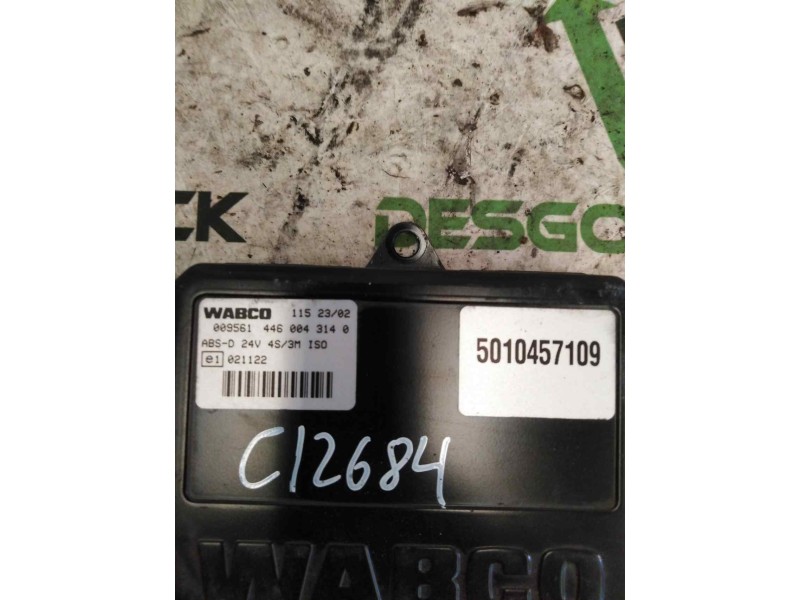 CK DESGO
WABCO 115 23/02
009561 446 004 314 0
ABS-D 24V 4S/3M ISO
e1 021122
5010457109
C12684
WABCO